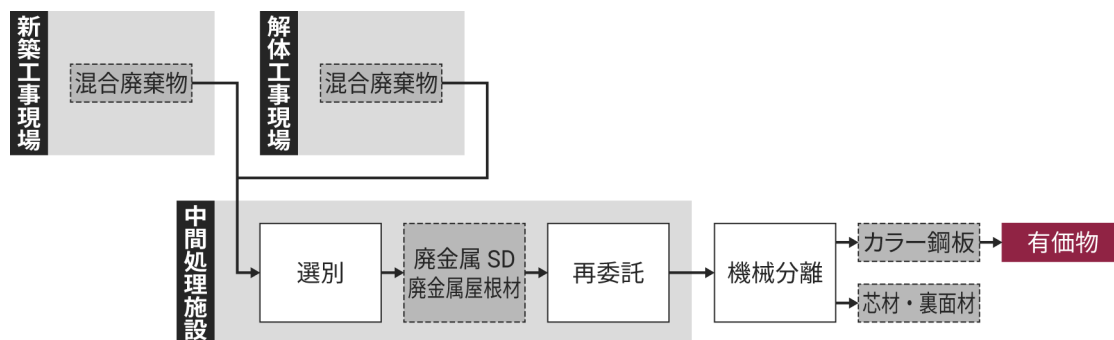 新築工事現場
混合廃棄物
解体工事現場
混合廃棄物
中間処理施設
選別
廃金属 SD
廃金属屋根材
再委託
機械分離
カラー鋼板
有価物
芯材・裏面材